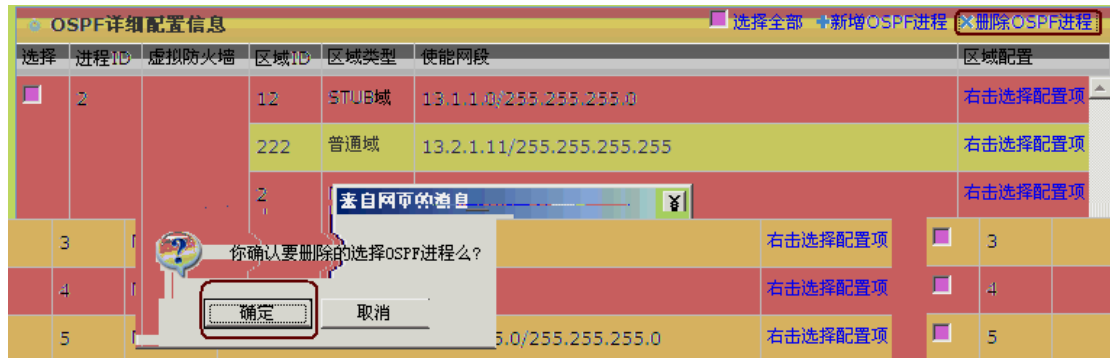 OSPF详细配置信息 选择全部 新增OSPF进程 删除OSPF进程
选择 进程ID 虚拟防火墙 区域ID 区域类型 使能网段 区域配置
2 12 STUB域 13.1.1.0/255.255.255.0 右击选择配置项
222 普通域 13.2.1.11/255.255.255.255 右击选择配置项
2 右击选择配置项
来自网页的消息
3 右击选择配置项 3
你确认要删除的选择OSPF进程么?
4 右击选择配置项 4
确定 取消
5 5.0/255.255.255.0 右击选择配置项 5